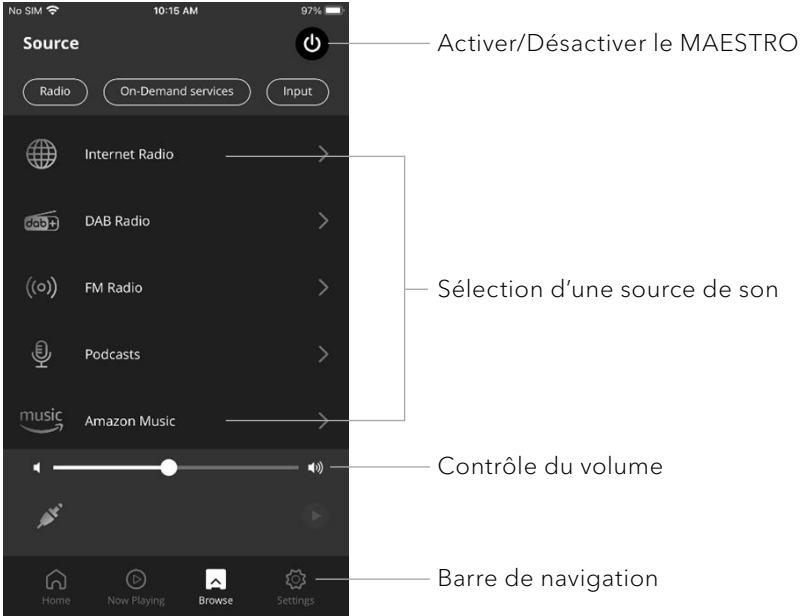 No SIM 10:15 AM 97%
Source
Activer/Désactiver le MAESTRO
Radio On-Demand services Input
Internet Radio
dab+ DAB Radio
Sélection d’une source de son
FM Radio
Podcasts
music Amazon Music
Contrôle du volume
Barre de navigation
Home Now Playing Browse Settings